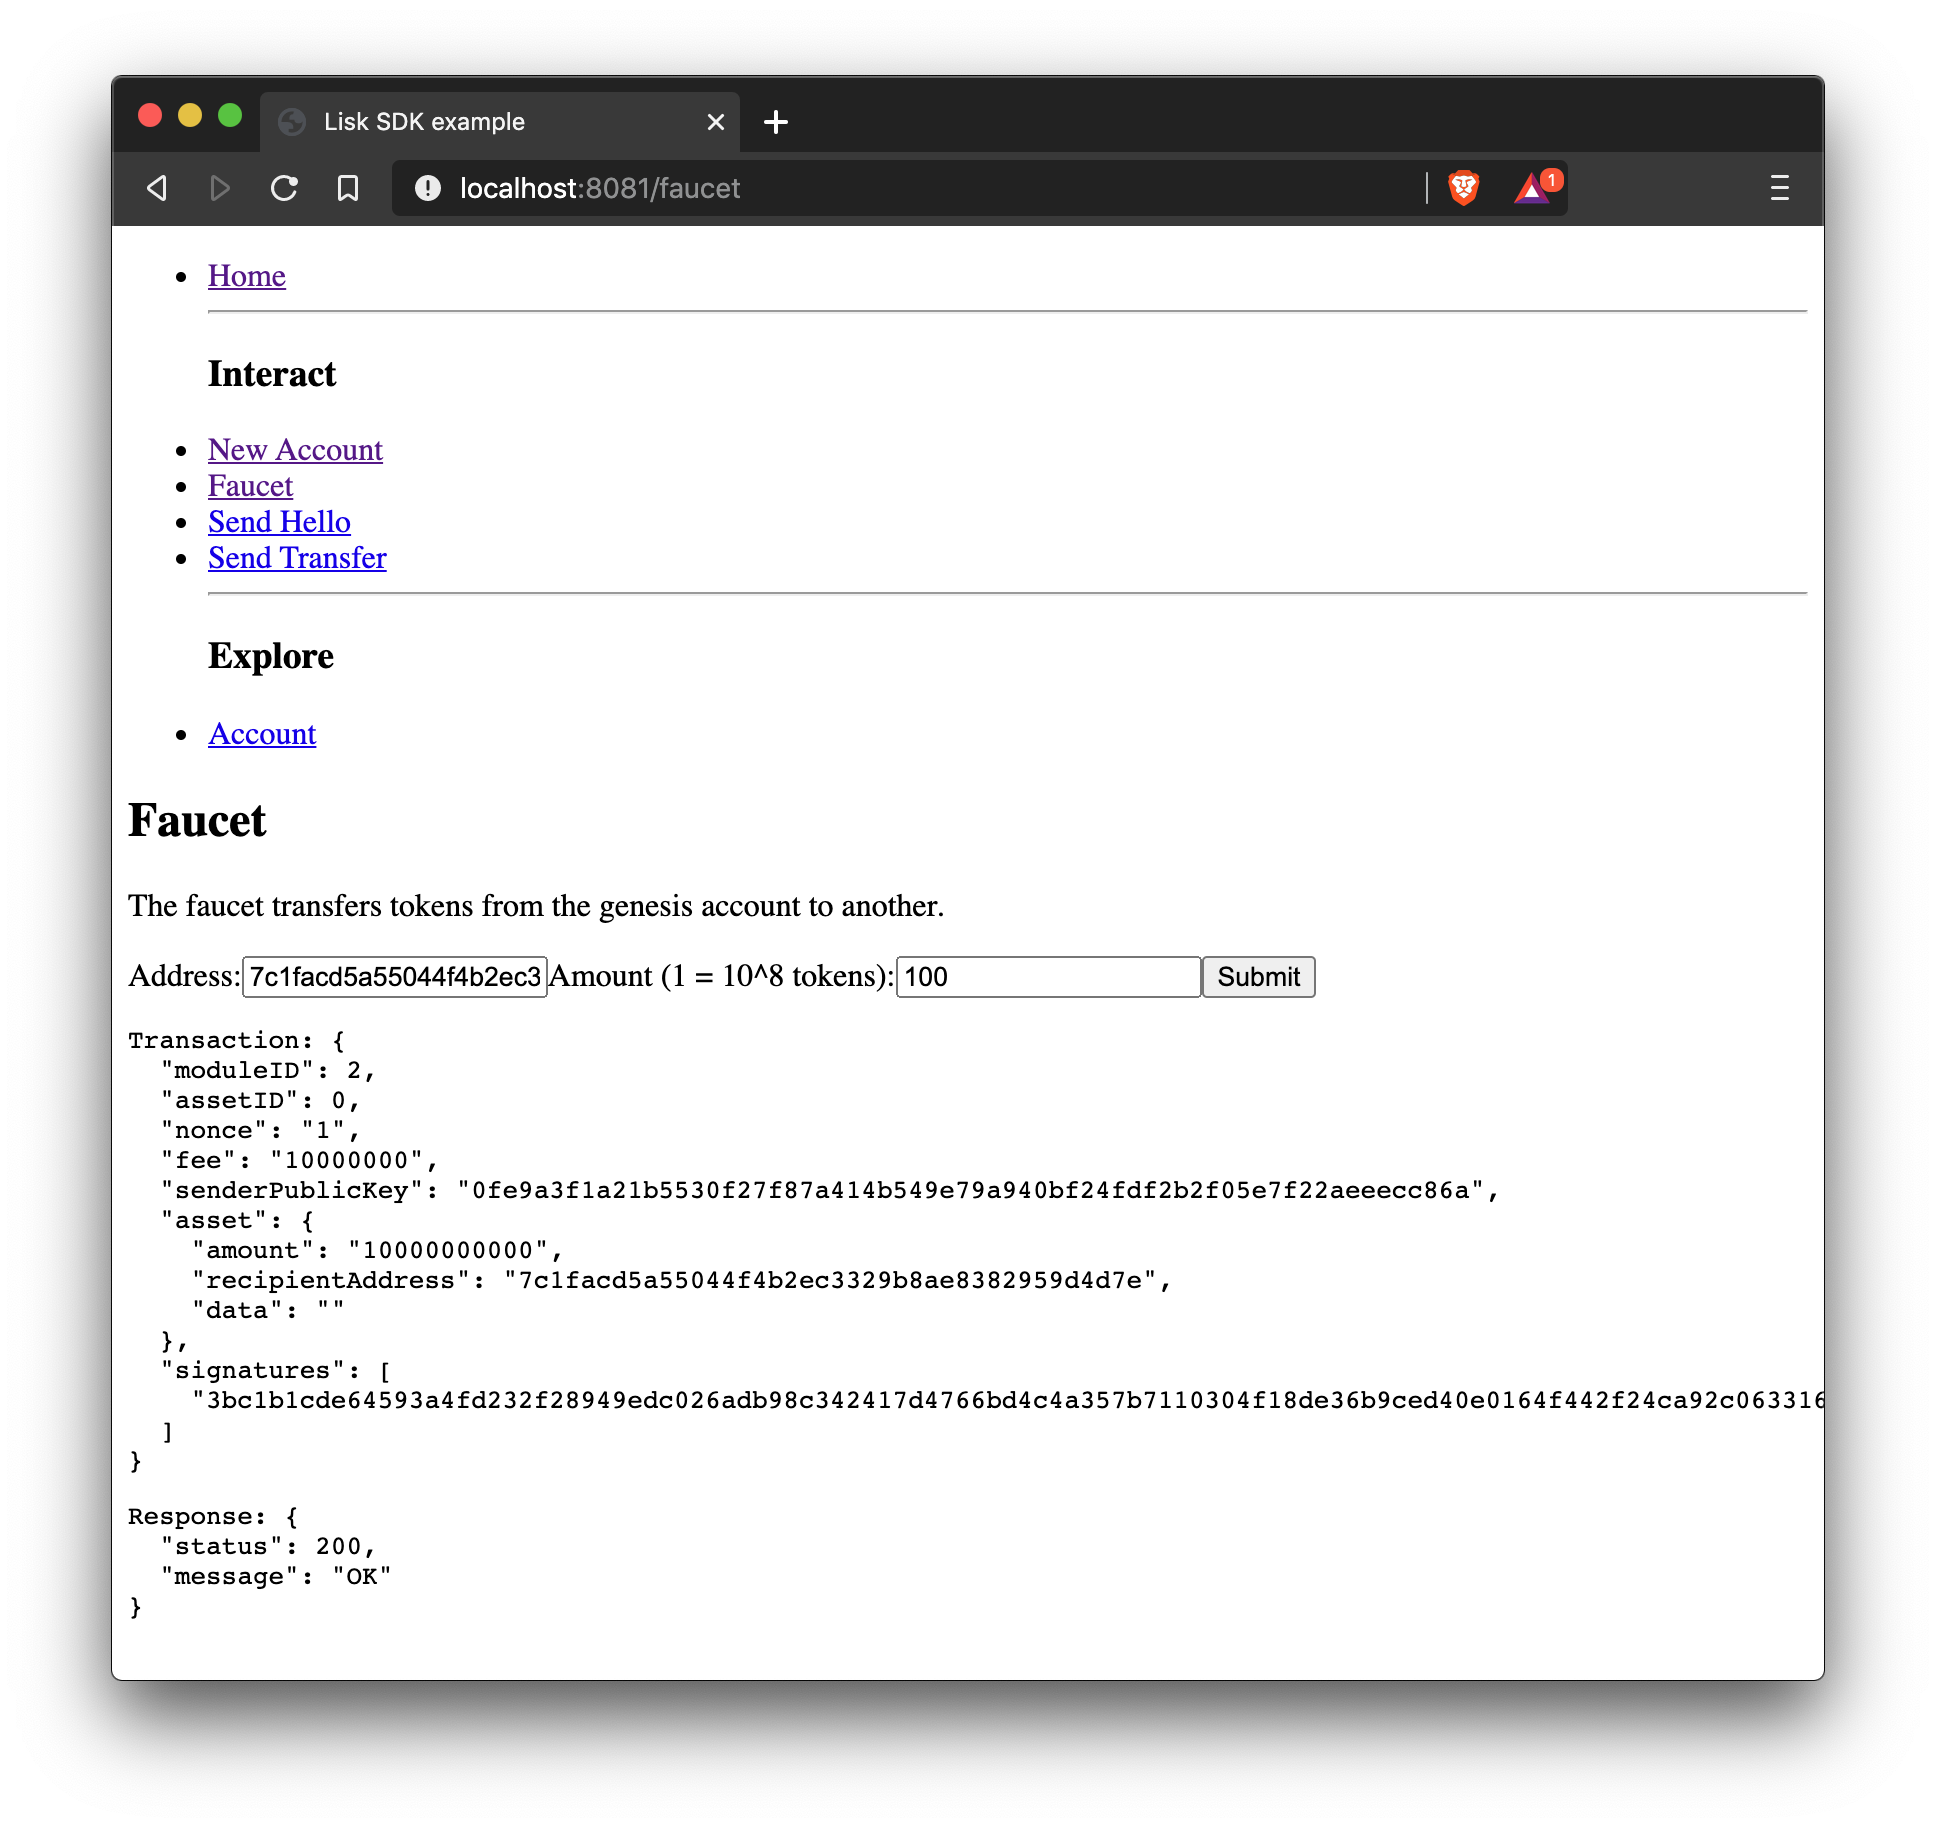 Lisk SDK example
localhost:8081/faucet
1
Home
Interact
New Account
Faucet
Send Hello
Send Transfer
Explore
Account
Faucet
The faucet transfers tokens from the genesis account to another.
Address: 7c1facd5a55044f4b2ec3 Amount (1 = 10^8 tokens): 100 Submit
Transaction: {
  "moduleID": 2,
  "assetID": 0,
  "nonce": "1",
  "fee": "10000000",
  "senderPublicKey": "0fe9a3f1a21b5530f27f87a414b549e79a940bf24fdf2b2f05e7f22aeeecc86a",
  "asset": {
    "amount": "10000000000",
    "recipientAddress": "7c1facd5a55044f4b2ec3329b8ae8382959d4d7e",
    "data": ""
  },
  "signatures": [
    "3bc1b1cde64593a4fd232f28949edc026adb98c342417d4766bd4c4a357b7110304f18de36b9ced40e0164f442f24ca92c063316
  ]
}
Response: {
  "status": 200,
  "message": "OK"
}